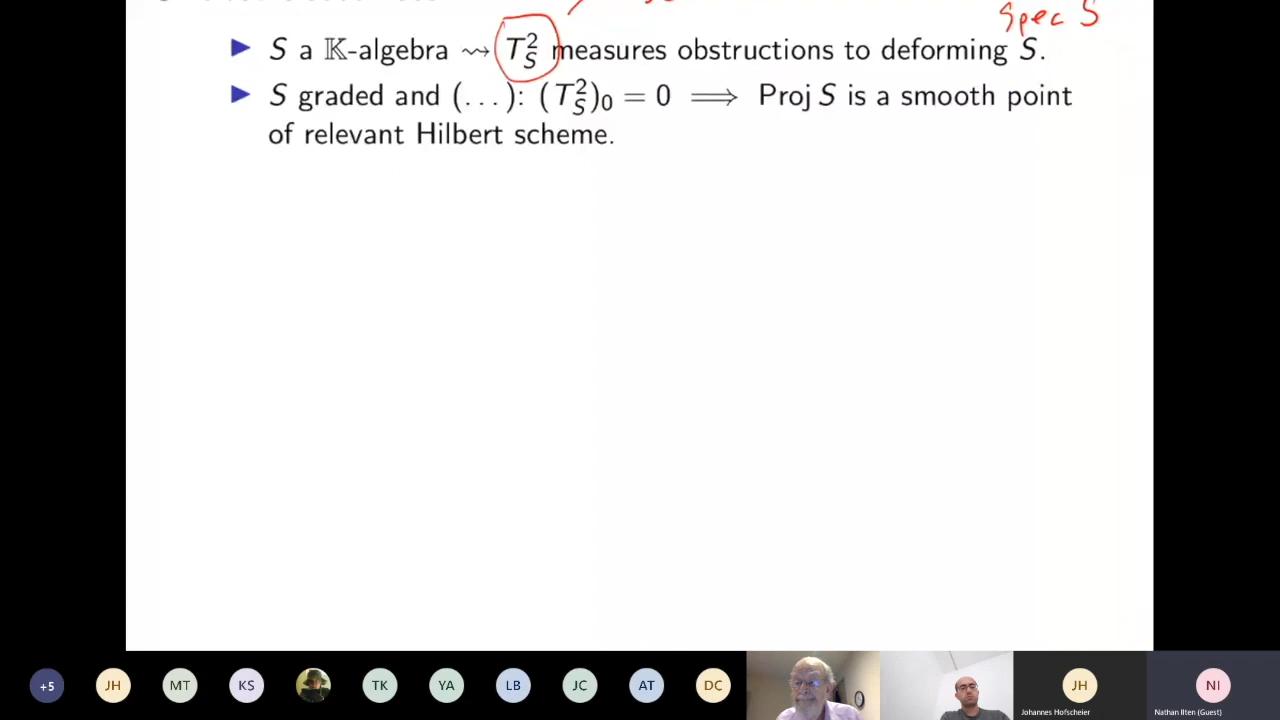 Spec S
▶ S a 𝕂-algebra ⇝ T²_S measures obstructions to deforming S.
▶ S graded and (...): (T²_S)₀ = 0 ⟹ Proj S is a smooth point
of relevant Hilbert scheme.
+5 JH MT KS TK YA LB JC AT DC JH NI
Johannes Hofscheier Nathan Ilten (Guest)